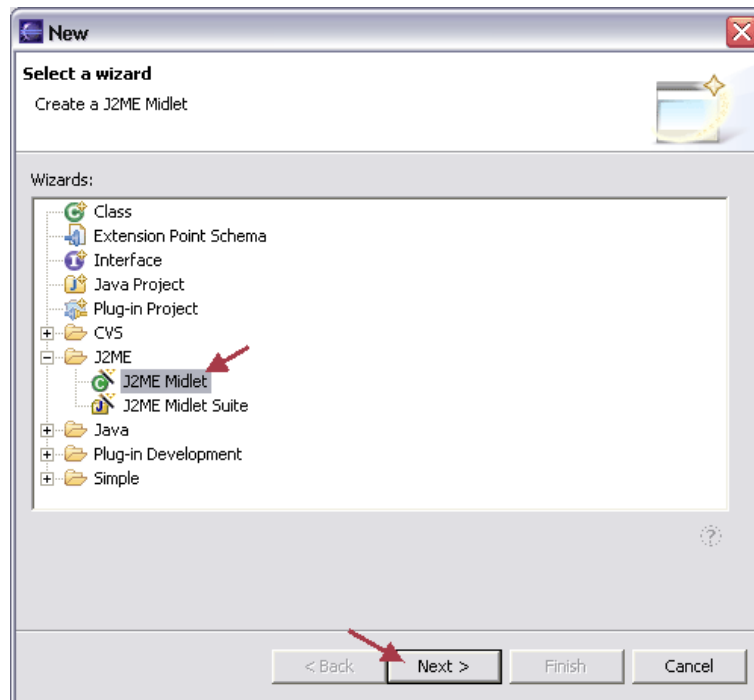 New
Select a wizard
Create a J2ME Midlet
Wizards:
Class
Extension Point Schema
Interface
Java Project
Plug-in Project
CVS
J2ME
J2ME Midlet
J2ME Midlet Suite
Java
Plug-in Development
Simple
< Back Next > Finish Cancel